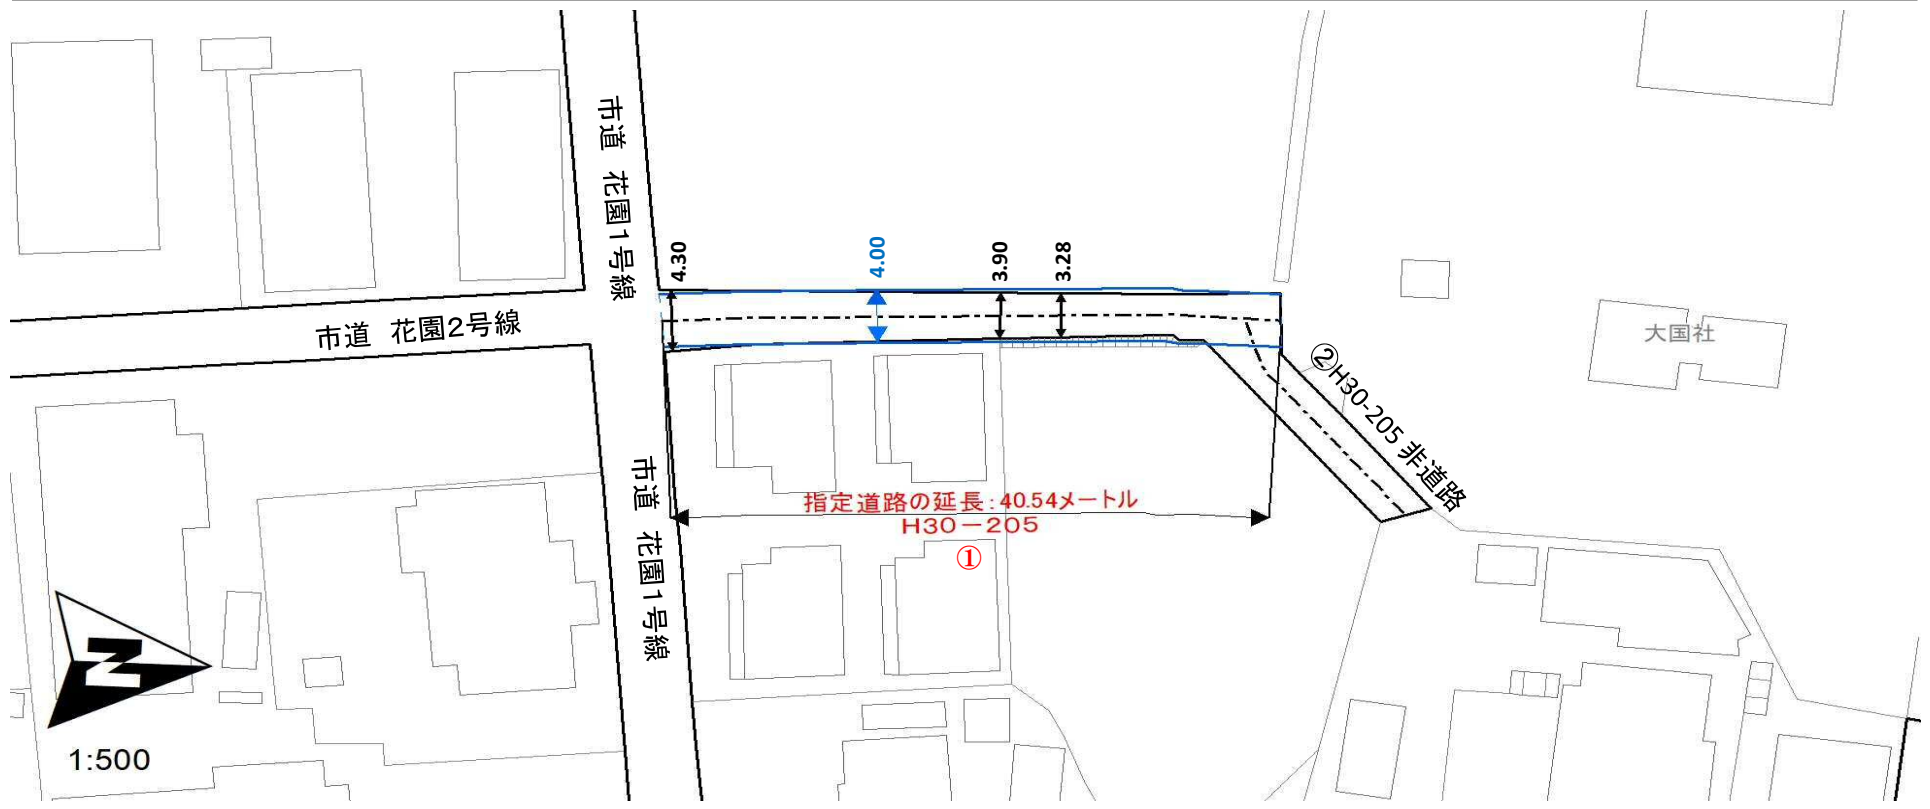 市道 花園1号線
4.30
4.00
3.90
3.28
市道 花園2号線
大国社
②H30-205 非道路
市道 花園1号線
指定道路の延長:40.54メートル
H30-205
①
N
1:500